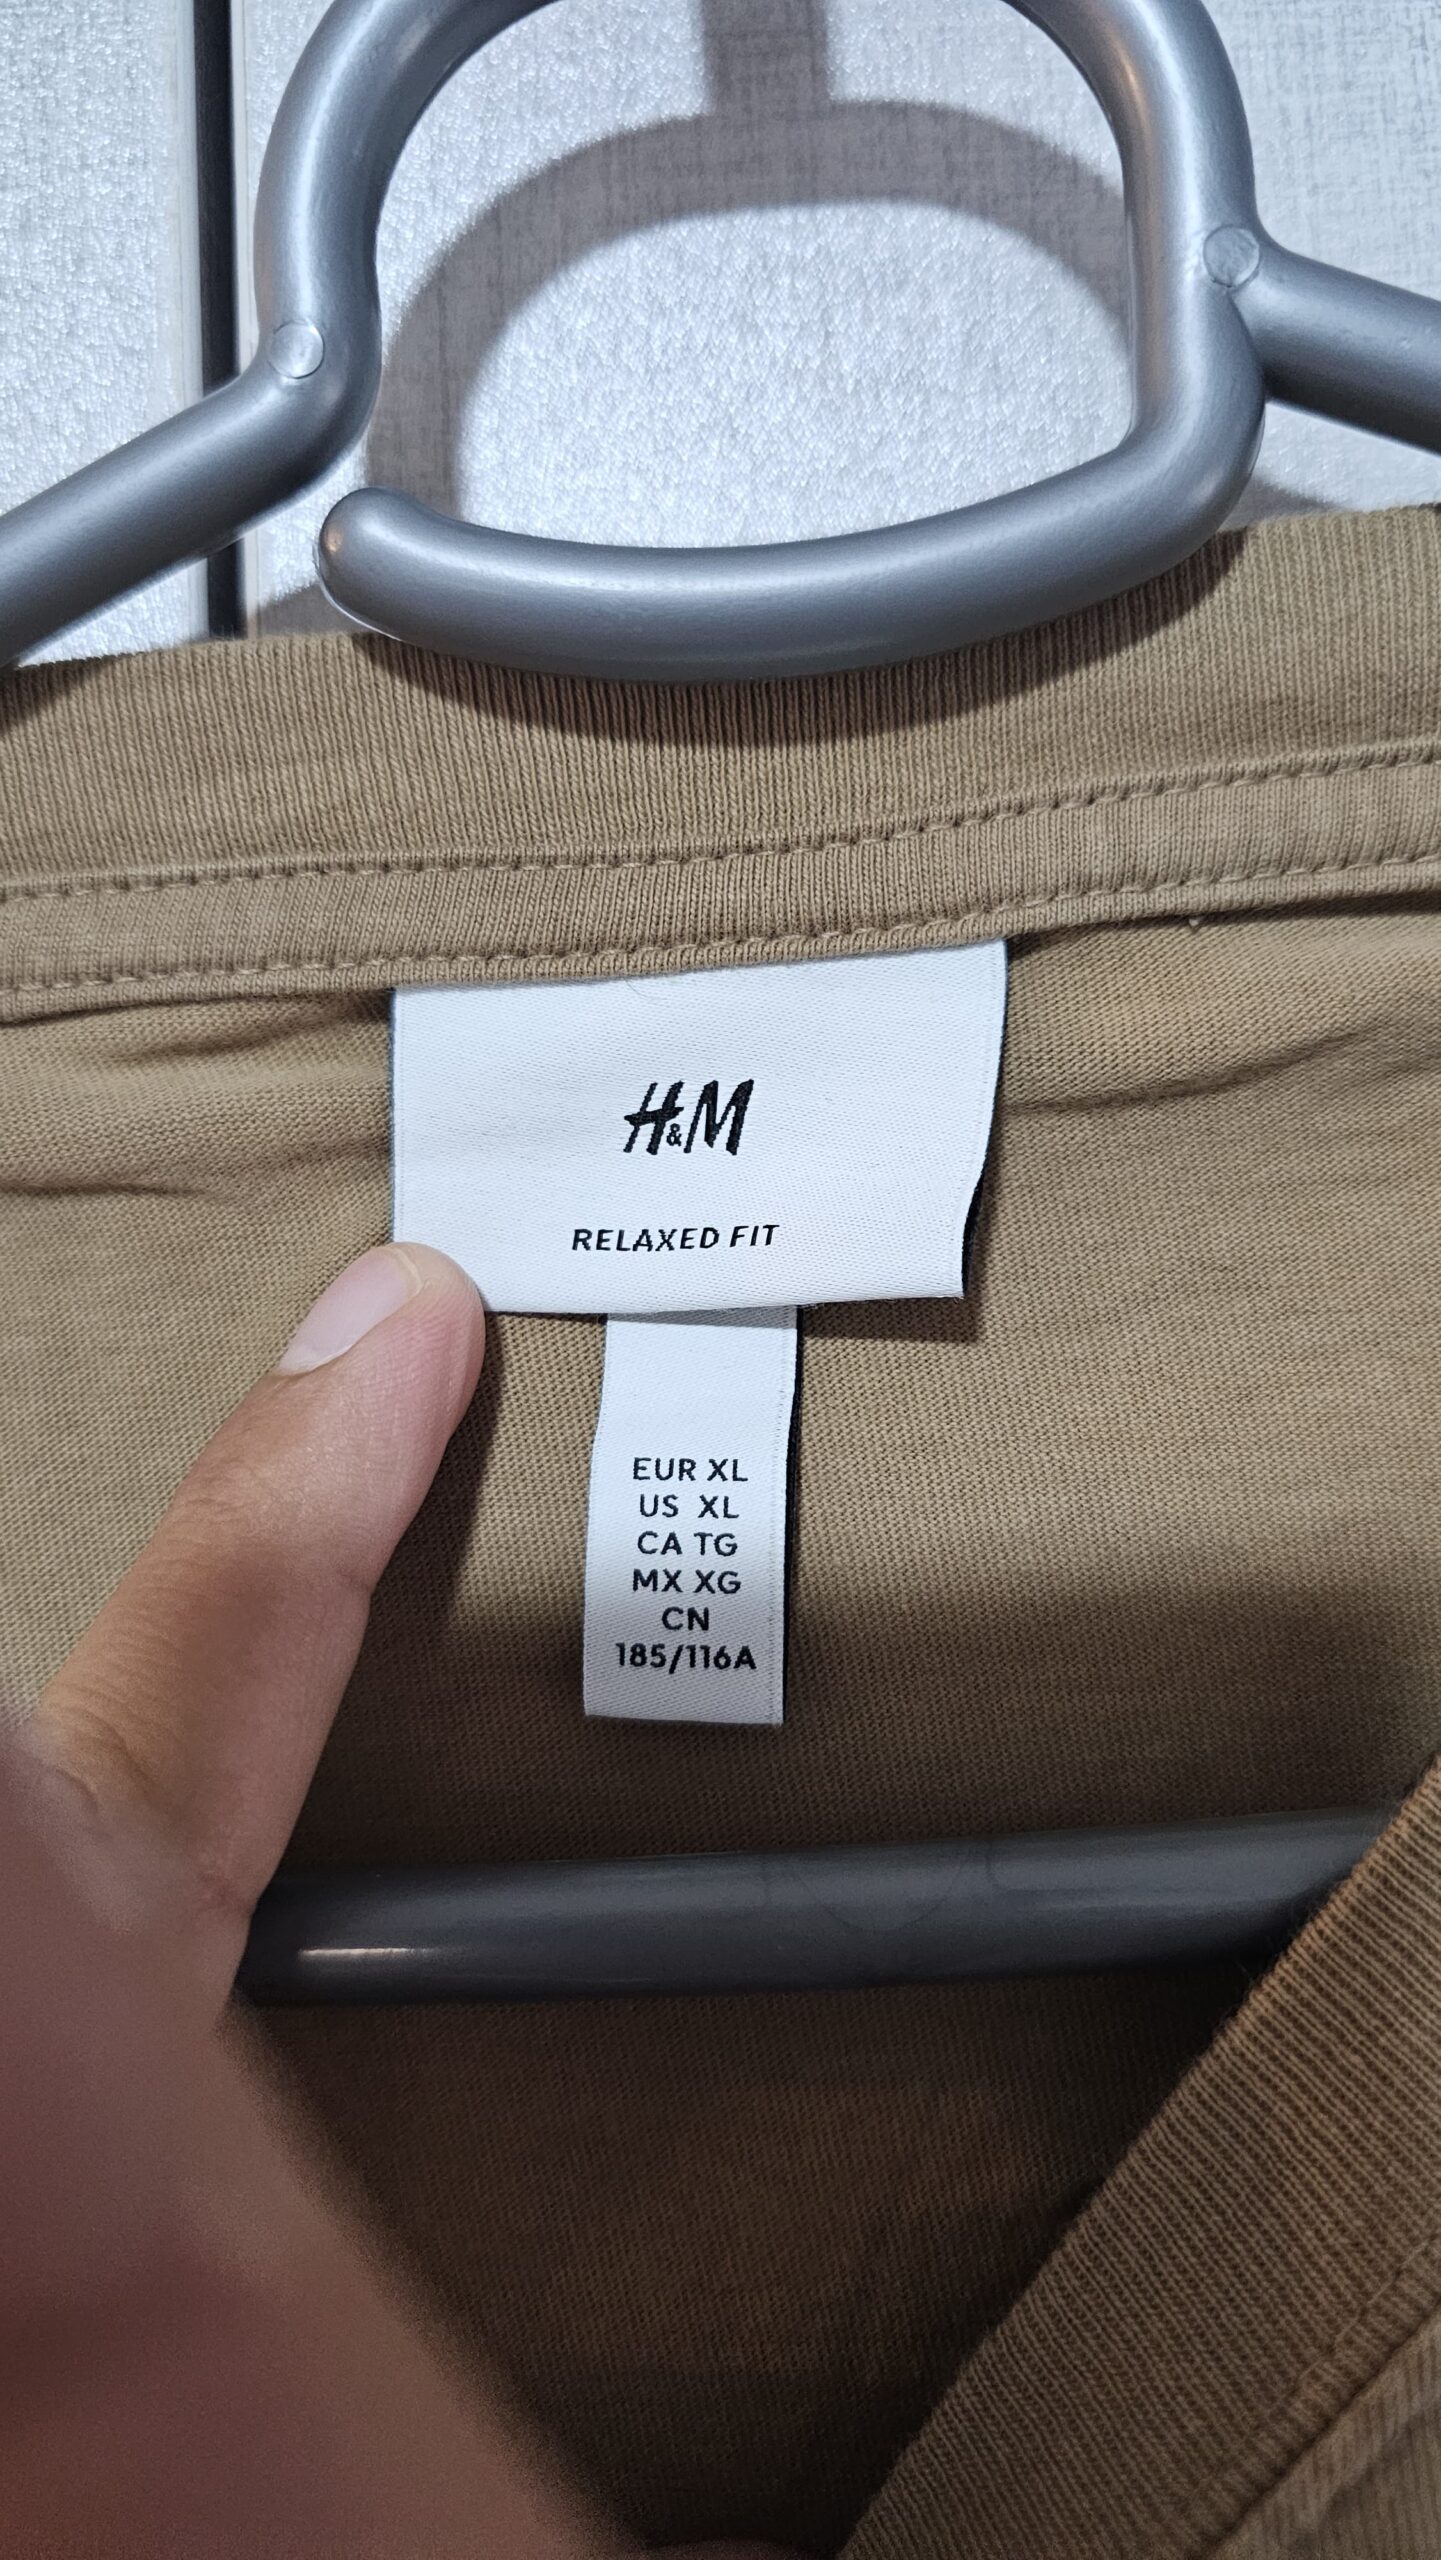 H&M
RELAXED FIT
EUR XL
US XL
CA TG
MX XG
CN
185/116A